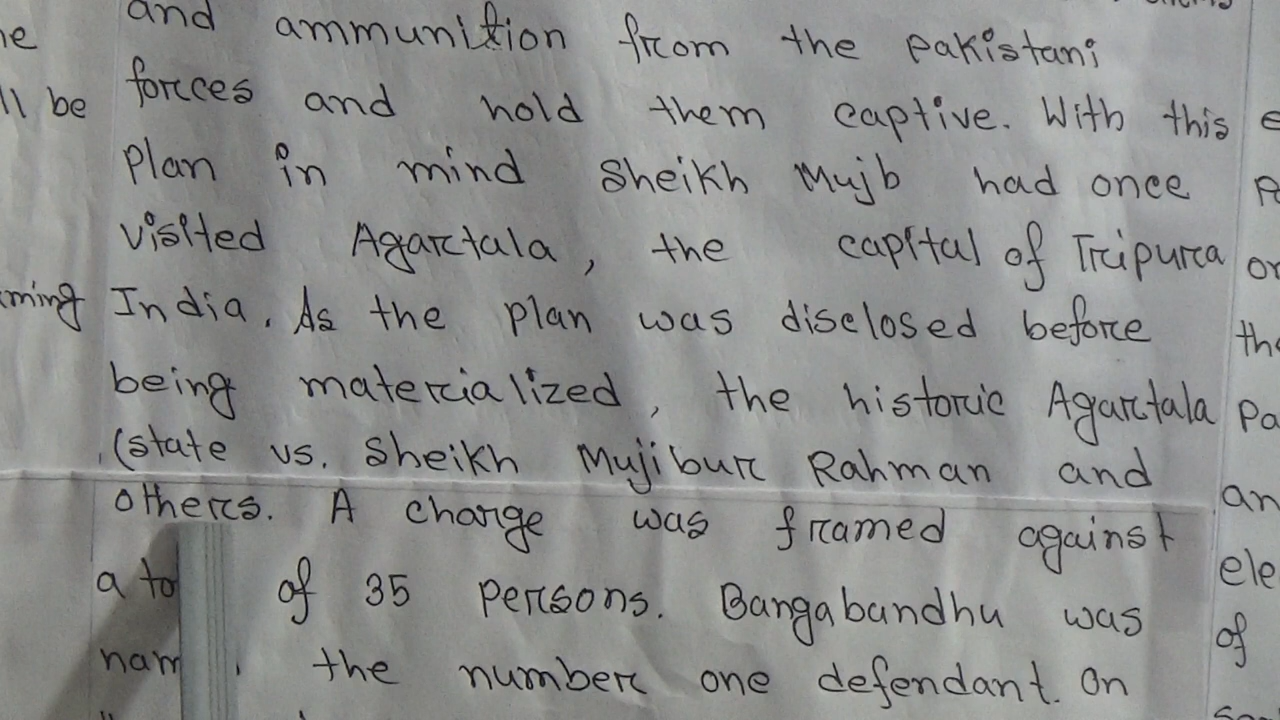 and ammunition from the pakistani
forces and hold them captive. With this
plan in mind sheikh Mujb had once
visited Agartala, the capital of Tripura
India. As the plan was disclosed before
being materialized, the historic Agartala
(state vs. sheikh Mujibur Rahman and
others. A charge was framed against
a of 35 persons. Bangabandhu was
the number one defendant. On